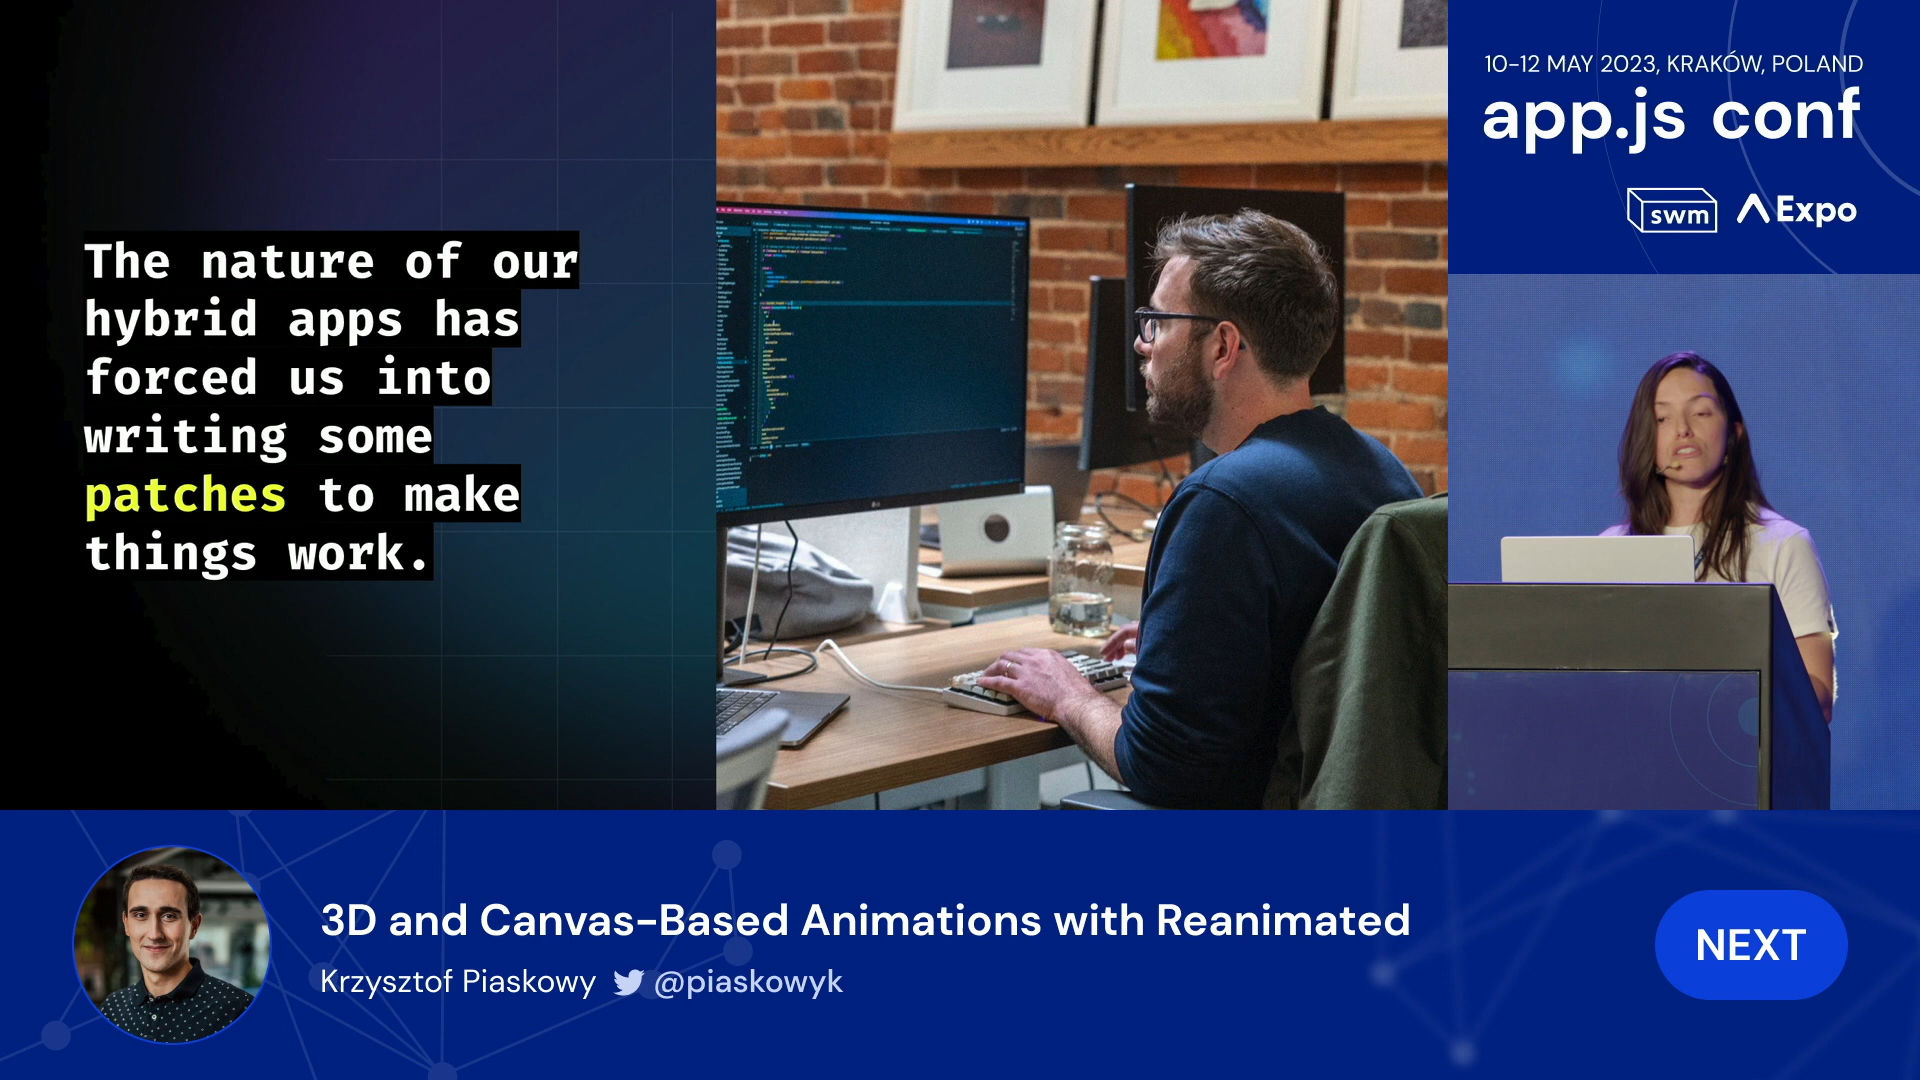 The nature of our
hybrid apps has
forced us into
writing some
patches to make
things work.
10–12 MAY 2023, KRAKÓW, POLAND
app.js conf
swm
Expo
3D and Canvas-Based Animations with Reanimated
Krzysztof Piaskowy @piaskowyk
NEXT